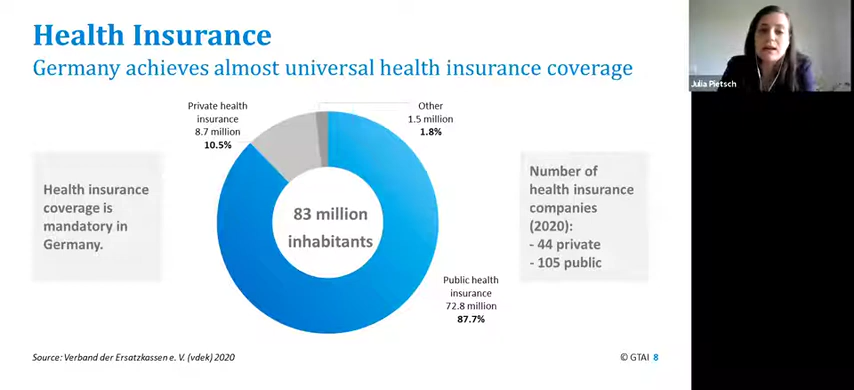 Health Insurance
Germany achieves almost universal health insurance coverage
Julia Pietsch
Private health
insurance
8.7 million
10.5%
Other
1.5 million
1.8%
Health insurance
coverage is
mandatory in
Germany.
83 million
inhabitants
Number of
health insurance
companies
(2020):
- 44 private
- 105 public
Public health
insurance
72.8 million
87.7%
Source: Verband der Ersatzkassen e. V. (vdek) 2020
© GTAI 8